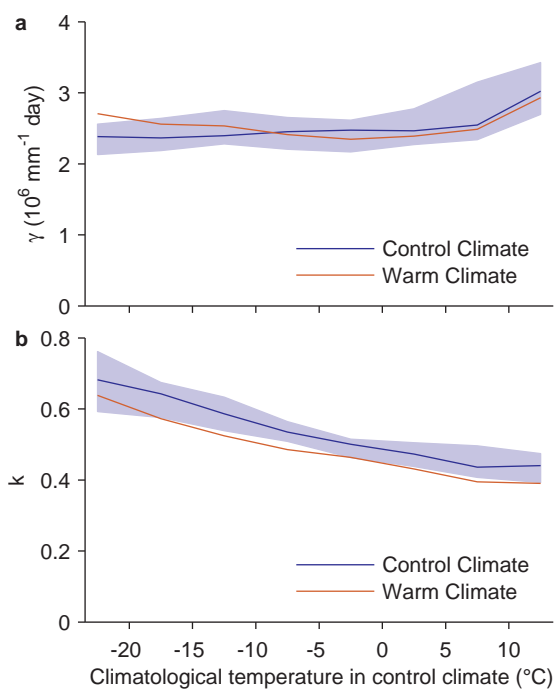 a
4
3
2
1
0
γ (10⁶ mm⁻¹ day)
Control Climate
Warm Climate
b
0.8
0.6
0.4
0.2
0
k
Control Climate
Warm Climate
-20 -15 -10 -5 0 5 10
Climatological temperature in control climate (°C)